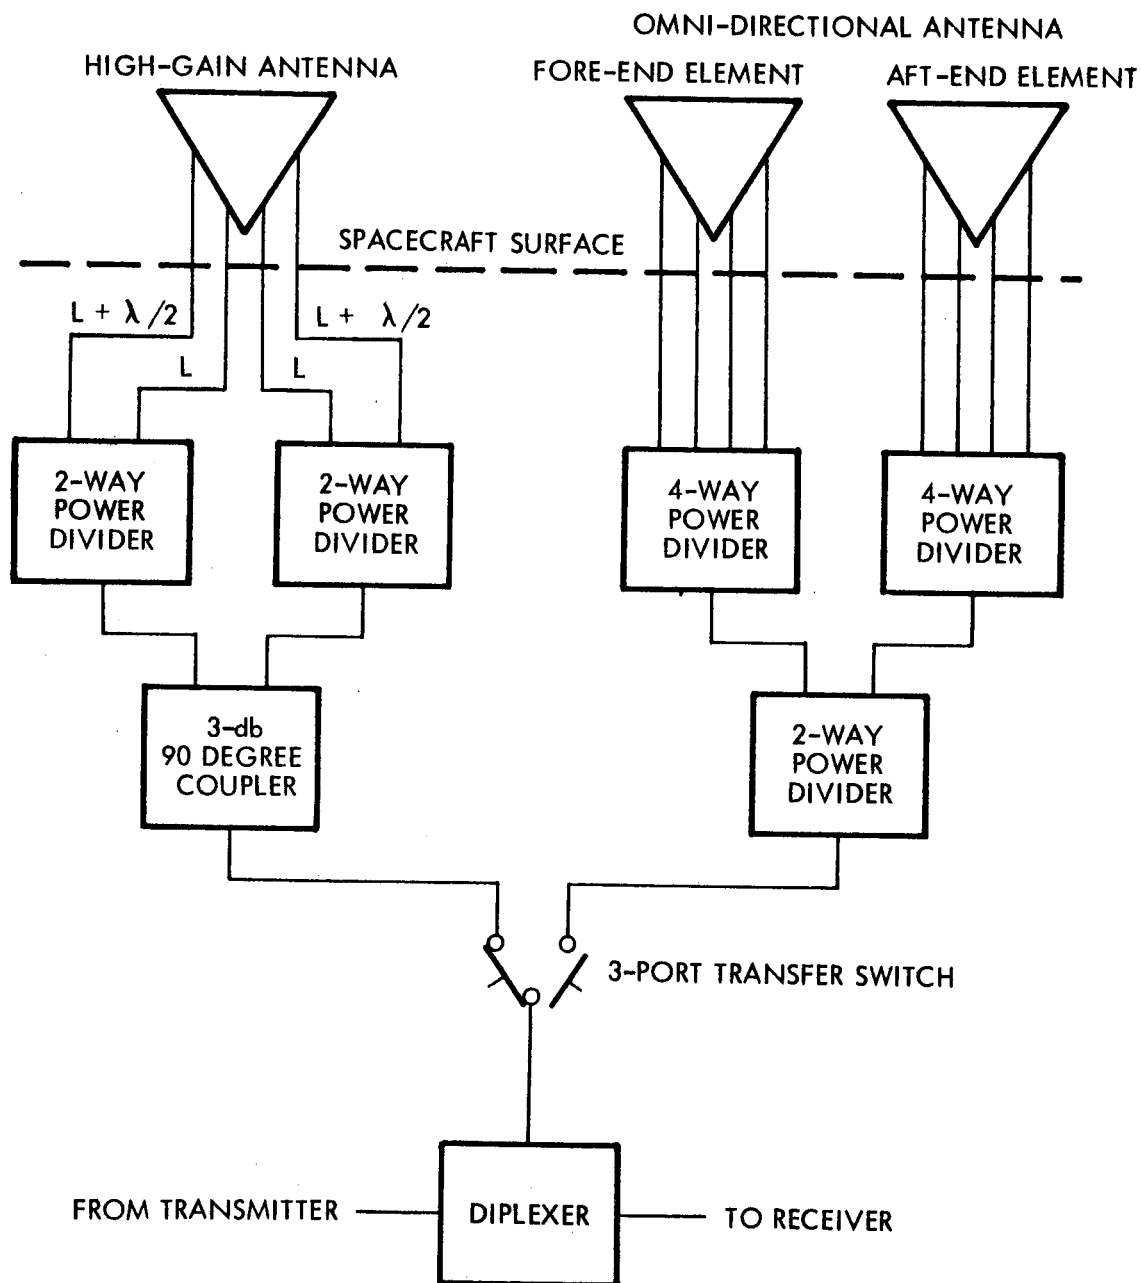 OMNI-DIRECTIONAL ANTENNA
HIGH-GAIN ANTENNA
FORE-END ELEMENT
AFT-END ELEMENT
SPACECRAFT SURFACE
L + λ/2
L + λ/2
L
L
2-WAY
POWER
DIVIDER
2-WAY
POWER
DIVIDER
4-WAY
POWER
DIVIDER
4-WAY
POWER
DIVIDER
3-db
90 DEGREE
COUPLER
2-WAY
POWER
DIVIDER
3-PORT TRANSFER SWITCH
FROM TRANSMITTER
DIPLEXER
TO RECEIVER